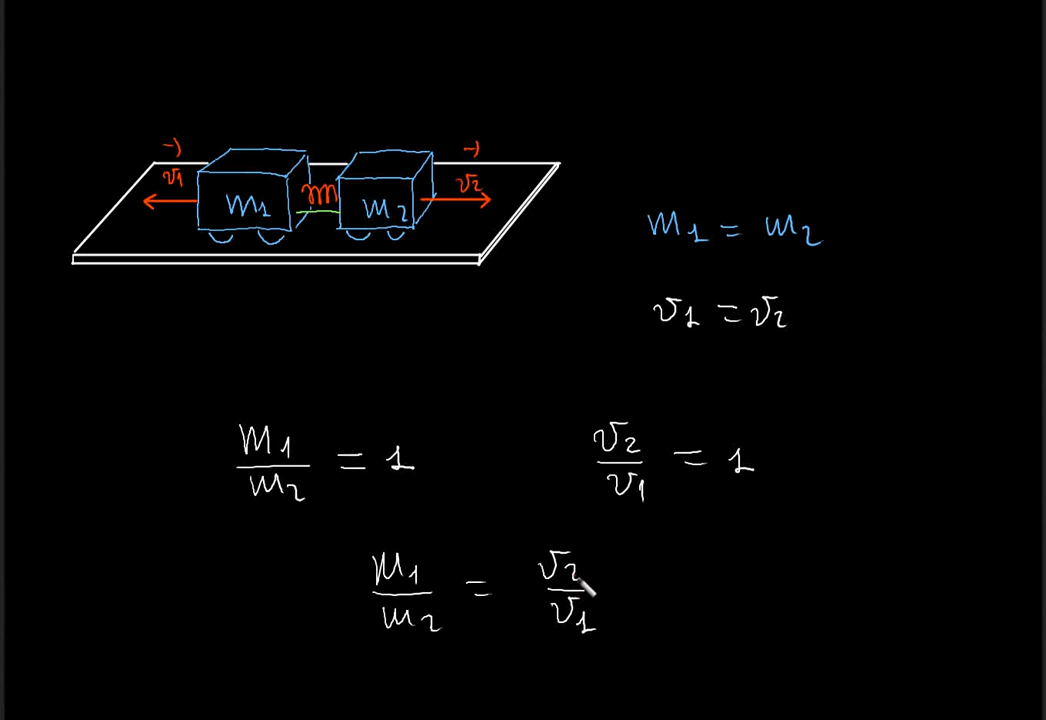 → →
v1 v2
m1 m2
m1 = m2
v1 = v2
m1/m2 = 1 v2/v1 = 1
m1/m2 = v2/v1